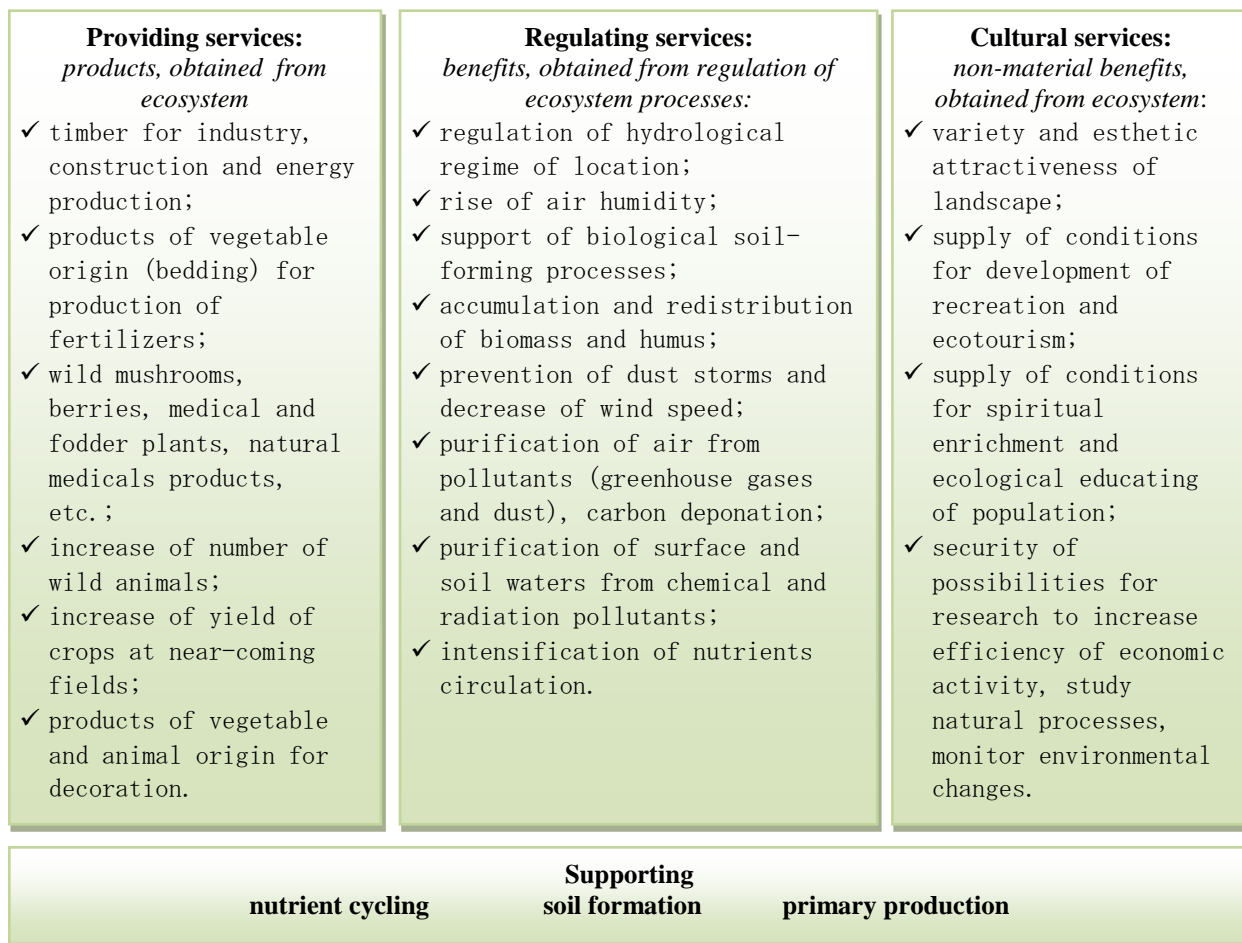 Providing services:
products, obtained from
ecosystem
✓ timber for industry,
construction and energy
production;
✓ products of vegetable
origin (bedding) for
production of
fertilizers;
✓ wild mushrooms,
berries, medical and
fodder plants, natural
medicals products,
etc.;
✓ increase of number of
wild animals;
✓ increase of yield of
crops at near-coming
fields;
✓ products of vegetable
and animal origin for
decoration.
Regulating services:
benefits, obtained from regulation of
ecosystem processes:
✓ regulation of hydrological
regime of location;
✓ rise of air humidity;
✓ support of biological soil-
forming processes;
✓ accumulation and redistribution
of biomass and humus;
✓ prevention of dust storms and
decrease of wind speed;
✓ purification of air from
pollutants (greenhouse gases
and dust), carbon deponation;
✓ purification of surface and
soil waters from chemical and
radiation pollutants;
✓ intensification of nutrients
circulation.
Cultural services:
non-material benefits,
obtained from ecosystem:
✓ variety and esthetic
attractiveness of
landscape;
✓ supply of conditions
for development of
recreation and
ecotourism;
✓ supply of conditions
for spiritual
enrichment and
ecological educating
of population;
✓ security of
possibilities for
research to increase
efficiency of economic
activity, study
natural processes,
monitor environmental
changes.
Supporting
nutrient cycling soil formation primary production